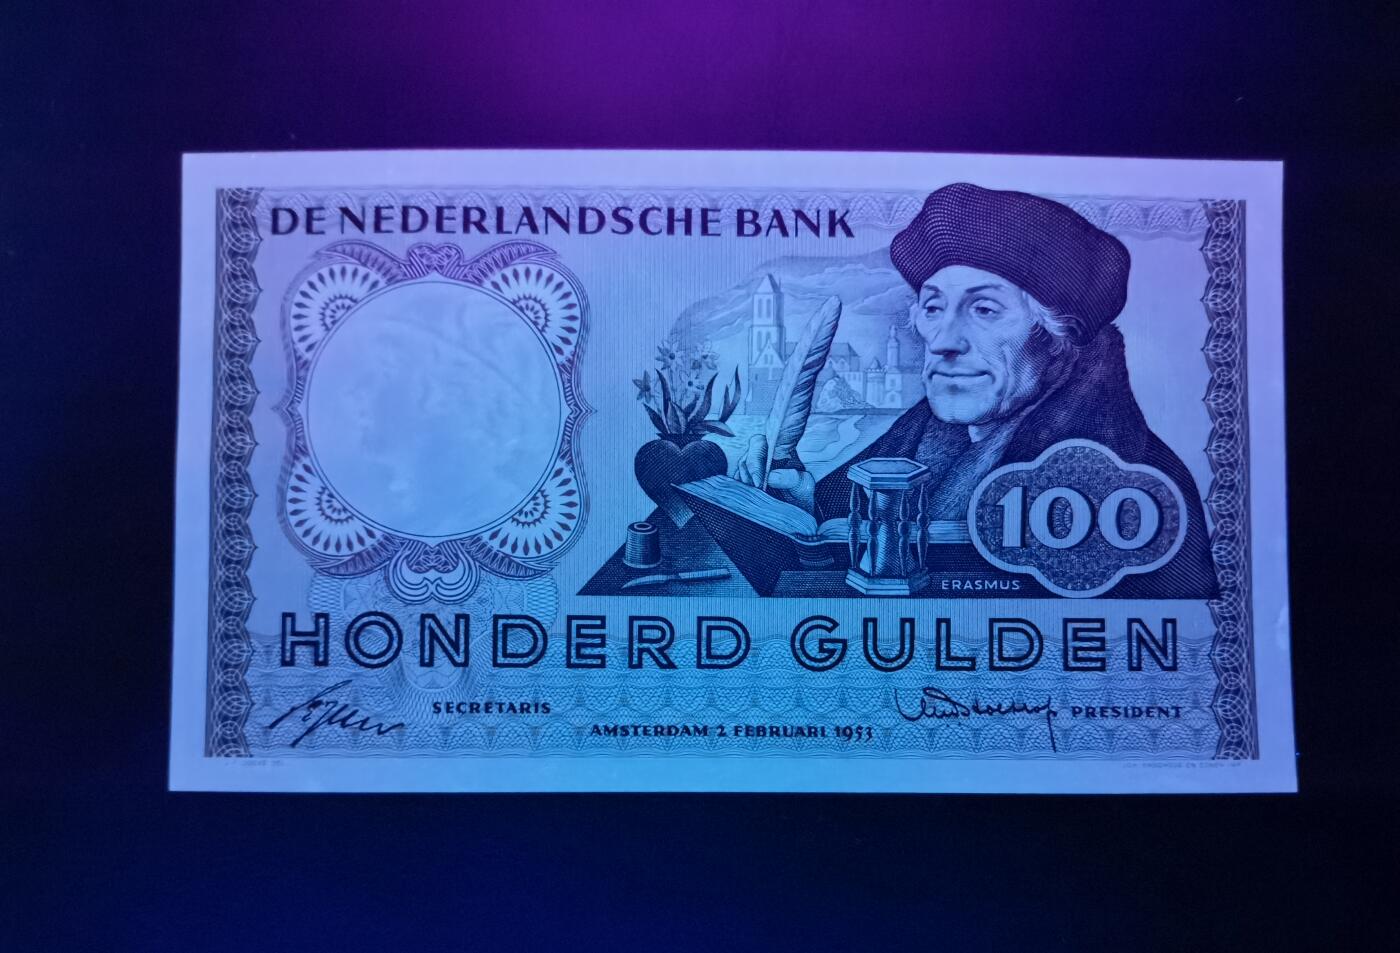 DE NEDERLANDSCHE BANK
100
ERASMUS
HONDERD GULDEN
SECRETARIS
PRESIDENT
AMSTERDAM 2 FEBRUARI 1953